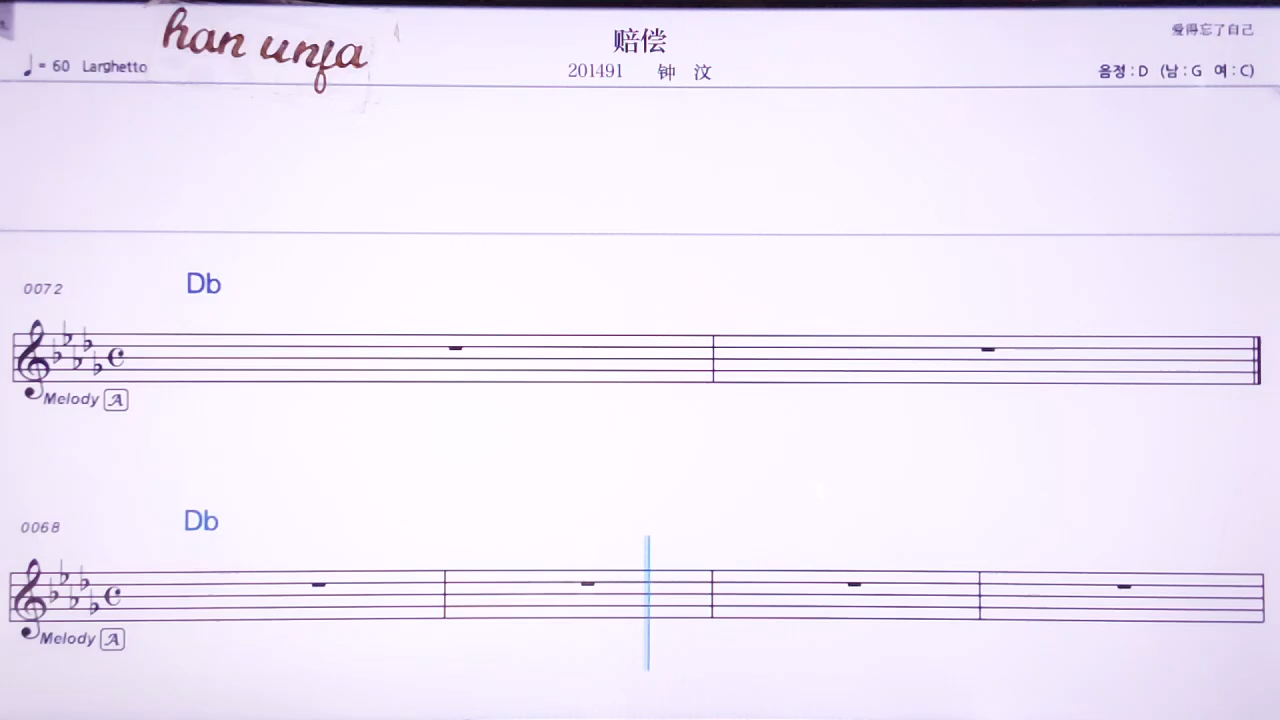 han unfa
♩ = 60 Larghetto
赔偿
201491 钟 汶
爱得忘了自己
음정 : D (남 : G 여 : C)
0072
Db
Melody A
0068
Db
Melody A